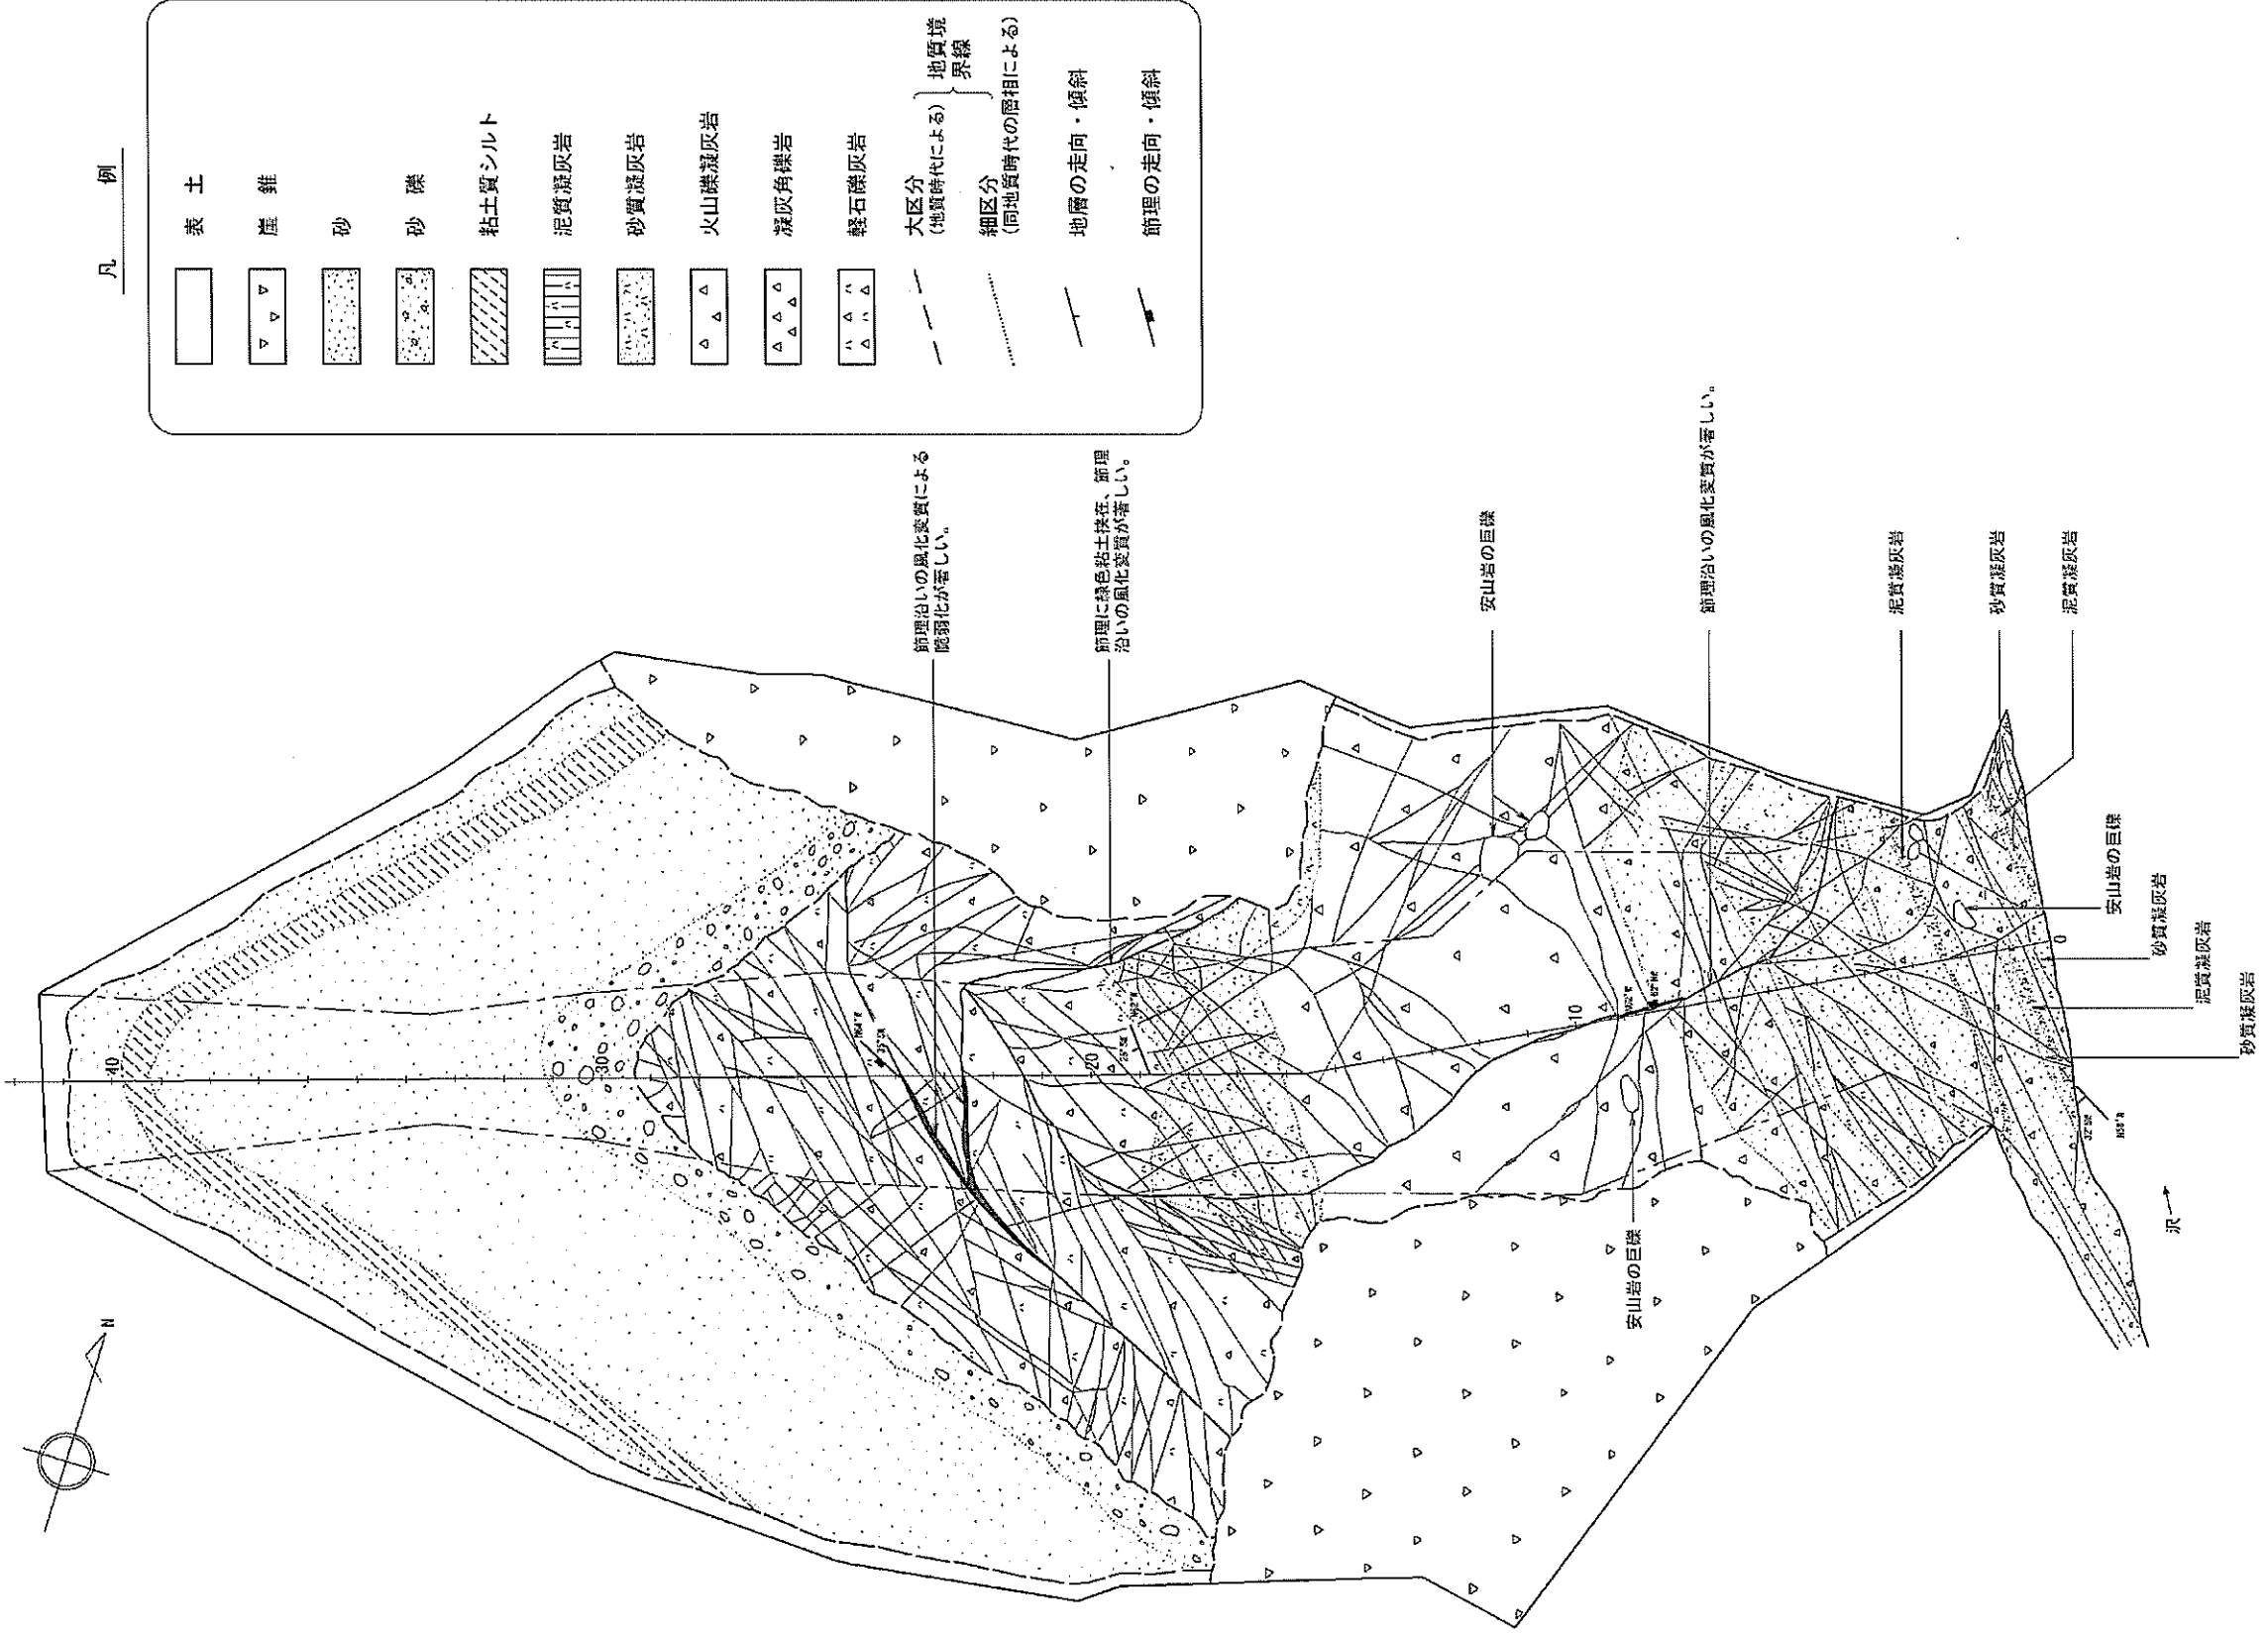 凡 例
表 土
崖 錐
砂
砂 礫
粘土質シルト
泥質凝灰岩
砂質凝灰岩
火山礫凝灰岩
凝灰角礫岩
軽石礫灰岩
大区分
(地質時代による)
細区分
(同地質時代の層相による)
地質境
界線
地層の走向・傾斜
節理の走向・傾斜
節理沿いの風化変質による
脆弱化が著しい。
節理に緑色粘土挟在、節理
沿いの風化変質が著しい。
安山岩の巨礫
節理沿いの風化変質が著しい。
泥質凝灰岩
砂質凝灰岩
泥質凝灰岩
安山岩の巨礫
砂質凝灰岩
泥質凝灰岩
砂質凝灰岩
安山岩の巨礫
沢
N
40
30
20
10
0